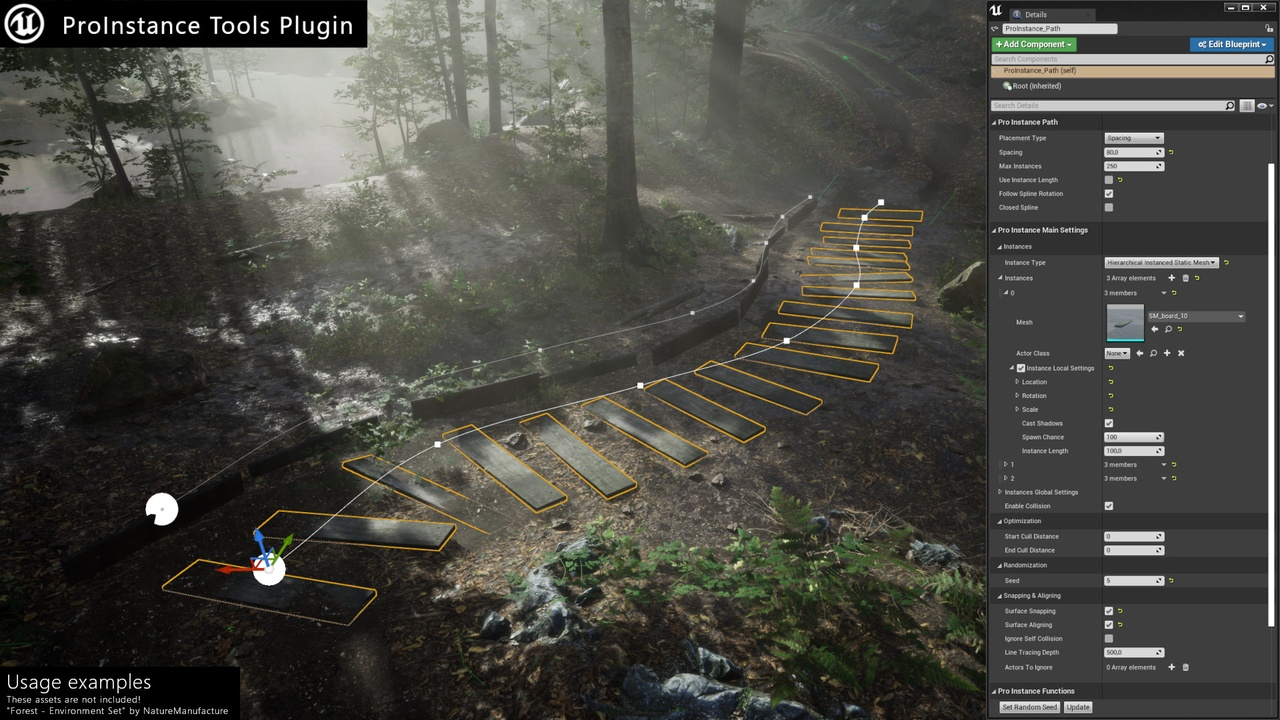 ProInstance Tools Plugin
Details
ProInstance_Path
+Add Component
Edit Blueprint
Search Components
ProInstance_Path (self)
Root (Inherited)
Search Details
Pro Instance Path
Placement Type Spacing
Spacing 80,0
Max Instances 250
Use Instance Length
Follow Spline Rotation
Closed Spline
Pro Instance Main Settings
Instances
Instance Type Hierarchical Instanced Static Mesh
Instances 3 Array elements
0 3 members
Mesh SM_board_10
Actor Class None
Instance Local Settings
Location
Rotation
Scale
Cast Shadows
Spawn Chance 100
Instance Length 100,0
1 3 members
2 3 members
Instances Global Settings
Enable Collision
Optimization
Start Cull Distance 0
End Cull Distance 0
Randomization
Seed 5
Snapping & Aligning
Surface Snapping
Surface Aligning
Ignore Self Collision
Line Tracing Depth 500,0
Actors To Ignore 0 Array elements
Pro Instance Functions
Set Random Seed Update
Usage examples
These assets are not included!
"Forest - Environment Set" by NatureManufacture